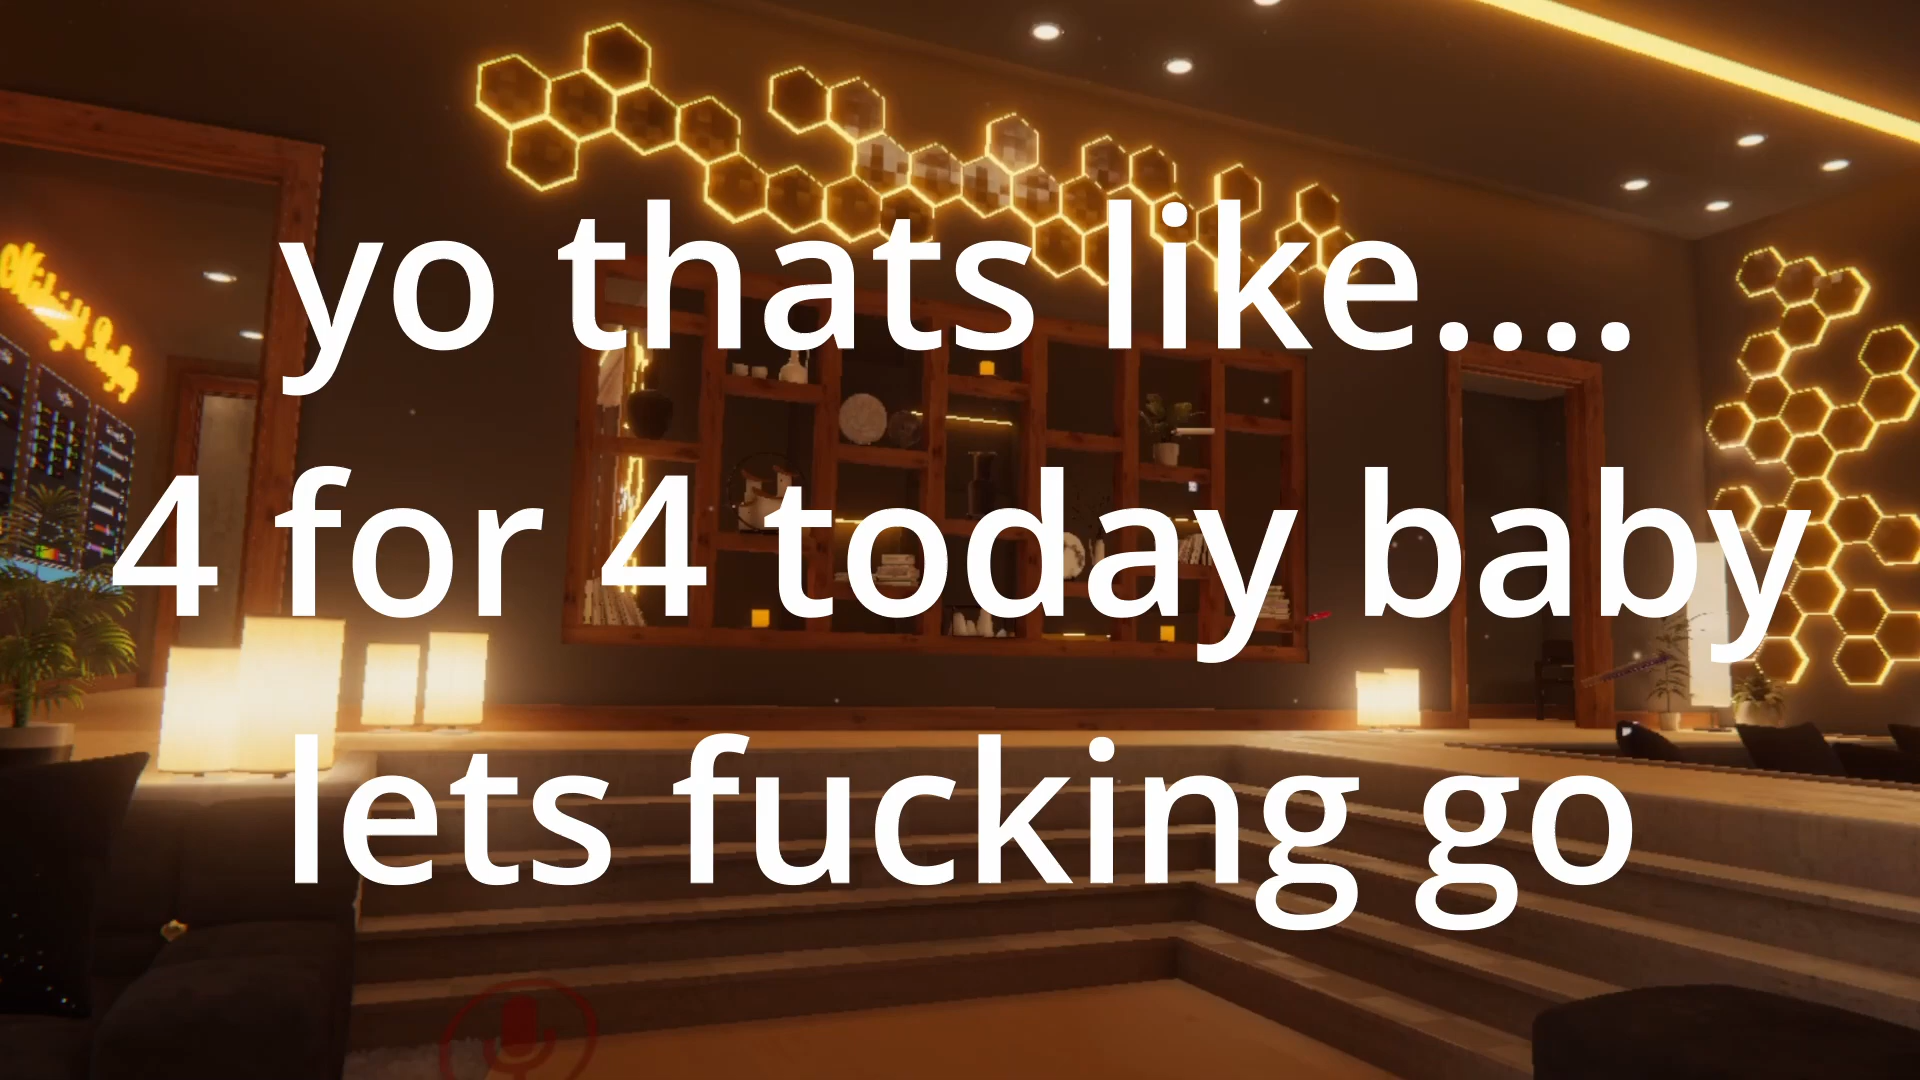 yo thats like....
4 for 4 today baby
lets fucking go